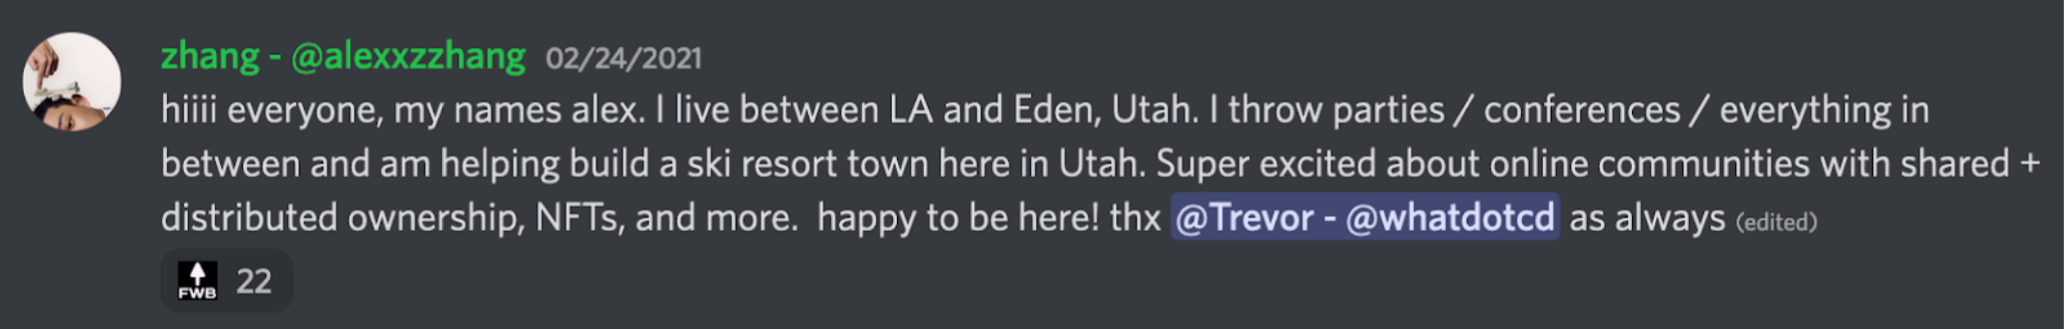 zhang - @alexxzzhang 02/24/2021
hiiii everyone, my names alex. I live between LA and Eden, Utah. I throw parties / conferences / everything in
between and am helping build a ski resort town here in Utah. Super excited about online communities with shared +
distributed ownership, NFTs, and more.  happy to be here! thx @Trevor - @whatdotcd as always (edited)
FWB 22